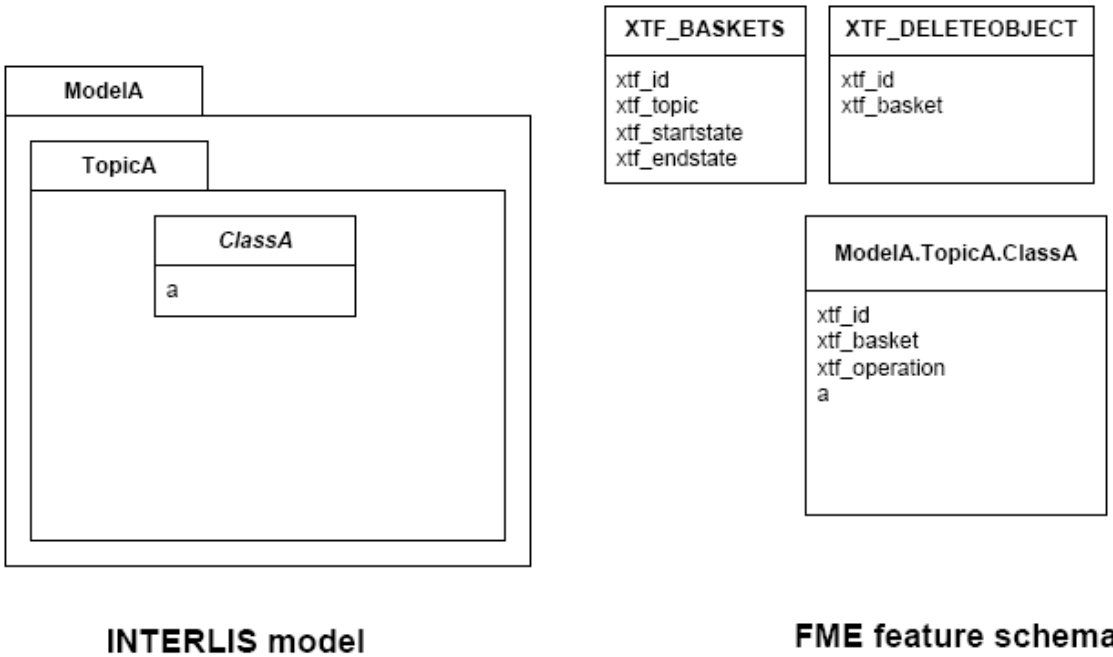 ModelA
TopicA
ClassA
a
XTF_BASKETS
xtf_id
xtf_topic
xtf_startstate
xtf_endstate
XTF_DELETEOBJECT
xtf_id
xtf_basket
ModelA.TopicA.ClassA
xtf_id
xtf_basket
xtf_operation
a
INTERLIS model
FME feature schema